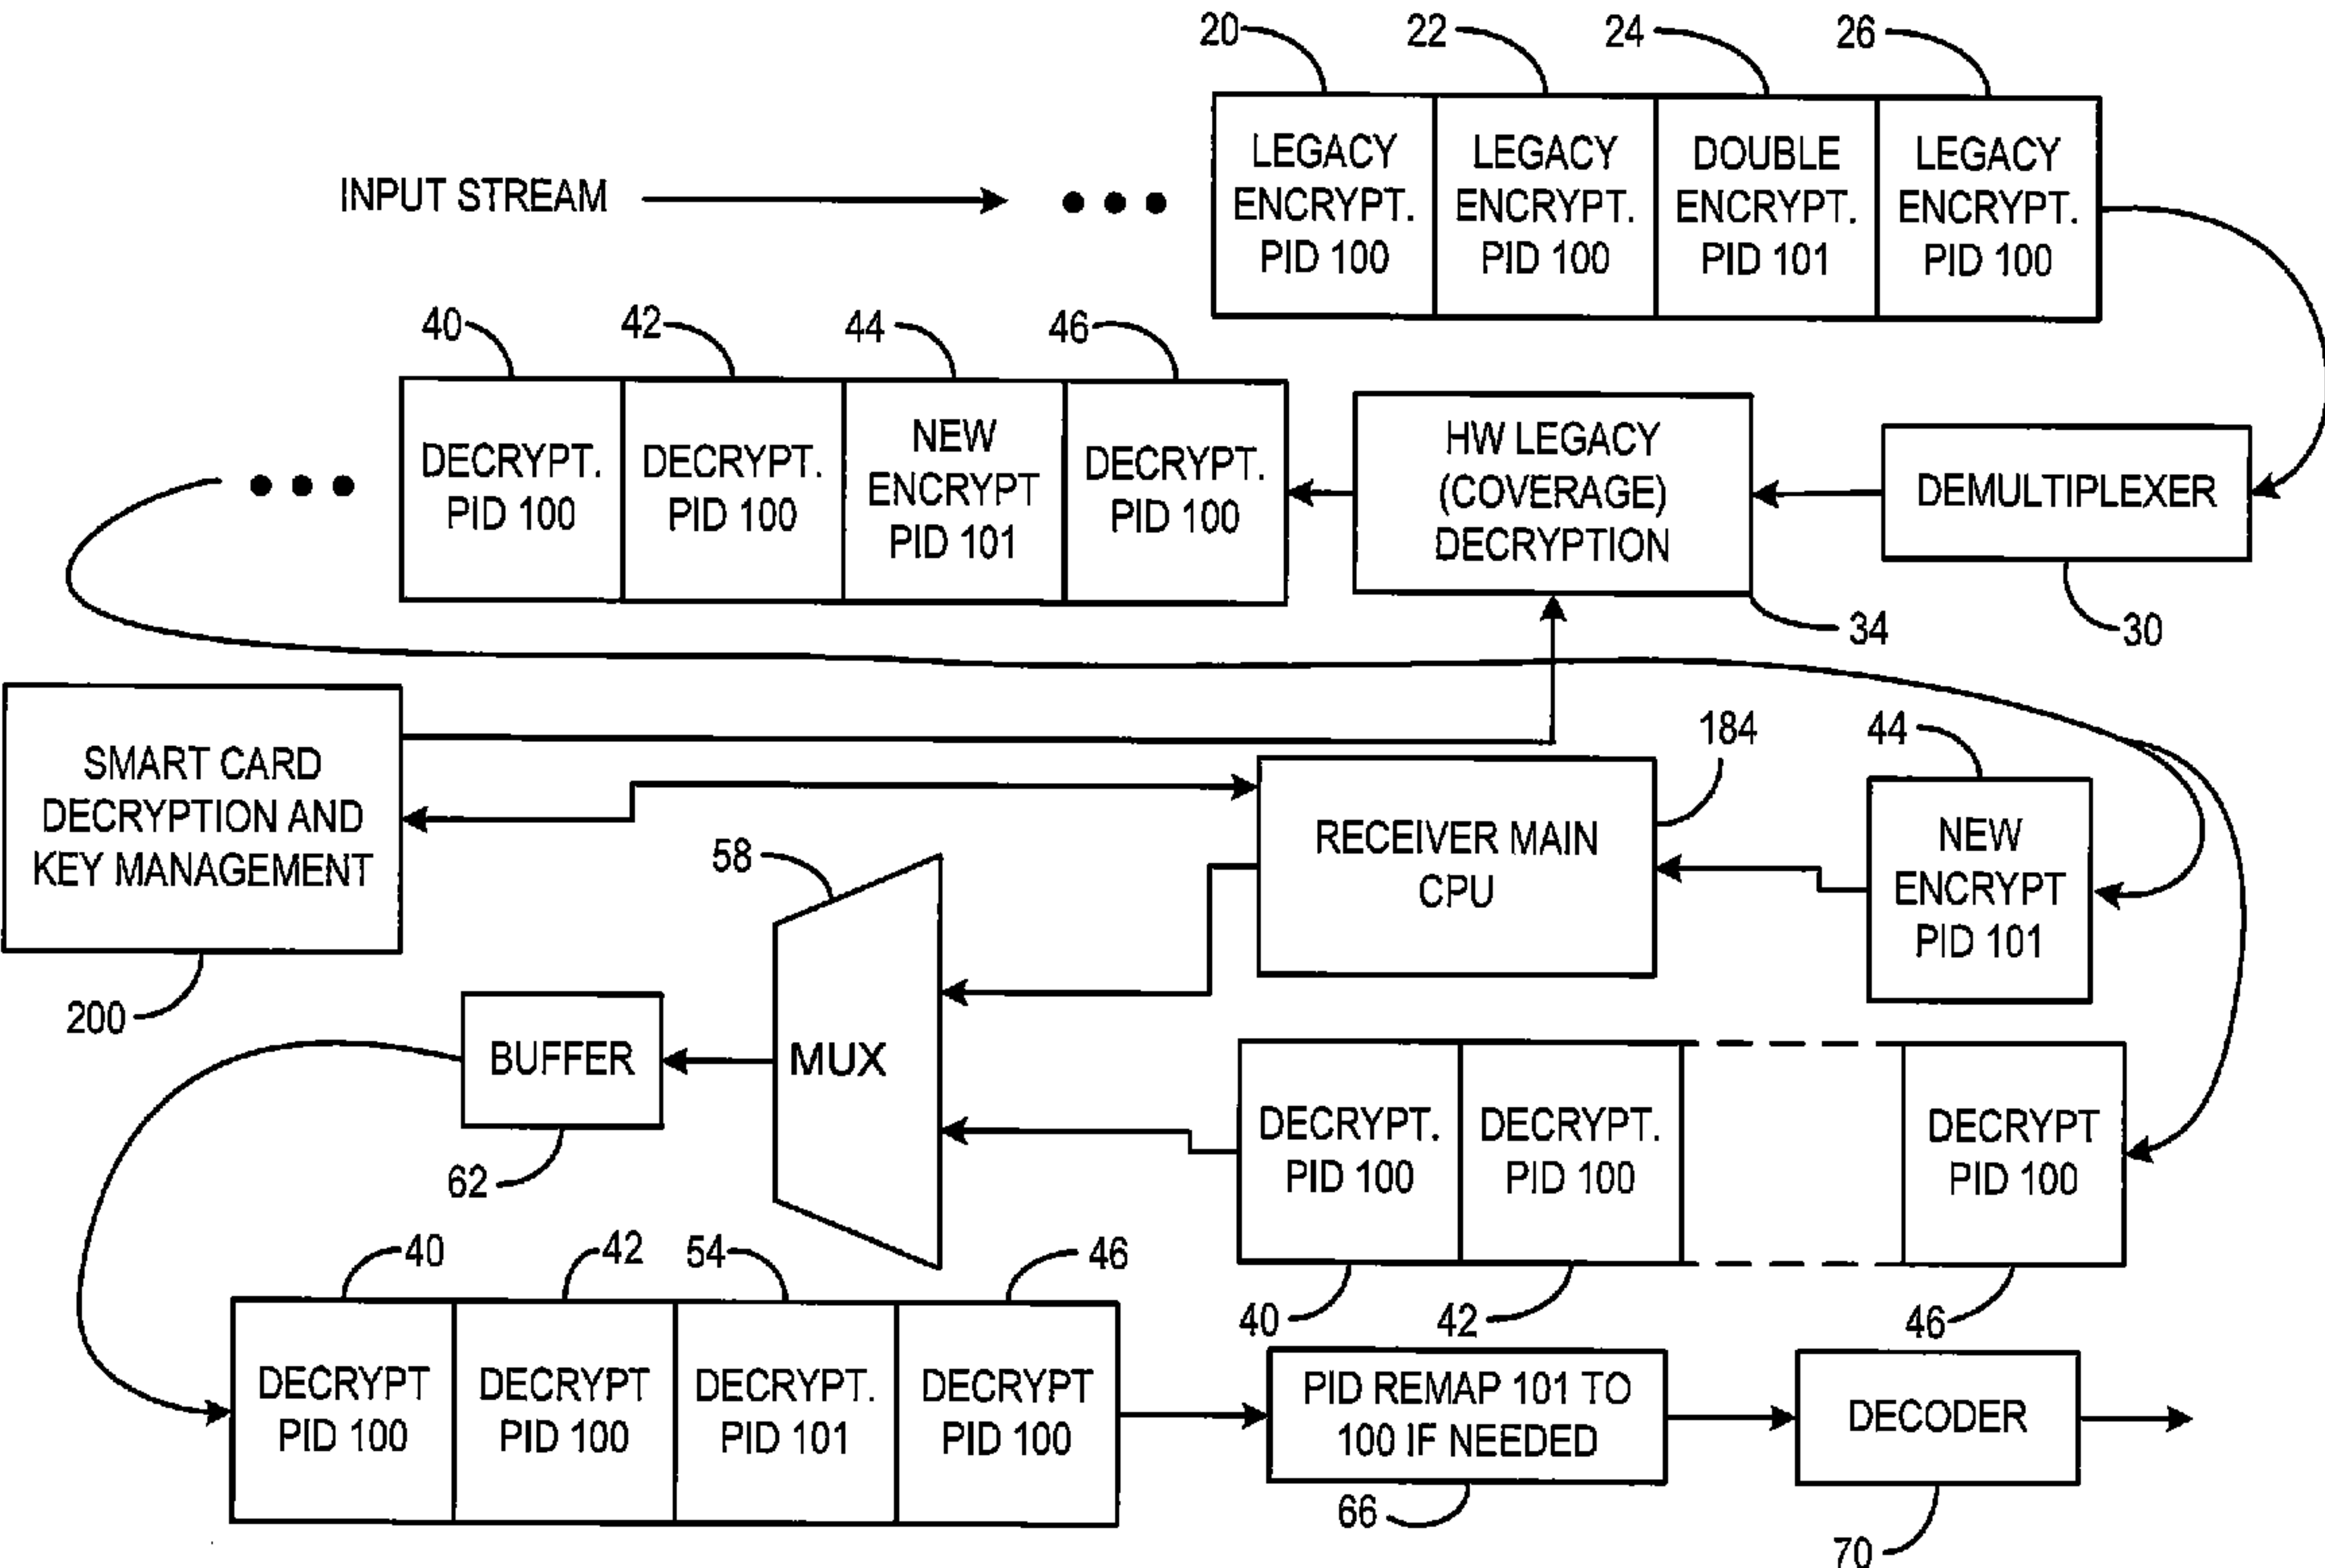 20
22
24
26
INPUT STREAM
LEGACY
ENCRYPT.
PID 100
LEGACY
ENCRYPT.
PID 100
DOUBLE
ENCRYPT.
PID 101
LEGACY
ENCRYPT.
PID 100
40
42
44
46
DECRYPT.
PID 100
DECRYPT.
PID 100
NEW
ENCRYPT
PID 101
DECRYPT.
PID 100
HW LEGACY
(COVERAGE)
DECRYPTION
DEMULTIPLEXER
34
30
SMART CARD
DECRYPTION AND
KEY MANAGEMENT
200
184
RECEIVER MAIN
CPU
44
NEW
ENCRYPT
PID 101
58
MUX
BUFFER
62
DECRYPT.
PID 100
DECRYPT.
PID 100
DECRYPT
PID 100
40
42
46
40
42
54
46
DECRYPT
PID 100
DECRYPT
PID 100
DECRYPT.
PID 101
DECRYPT
PID 100
PID REMAP 101 TO
100 IF NEEDED
66
DECODER
70